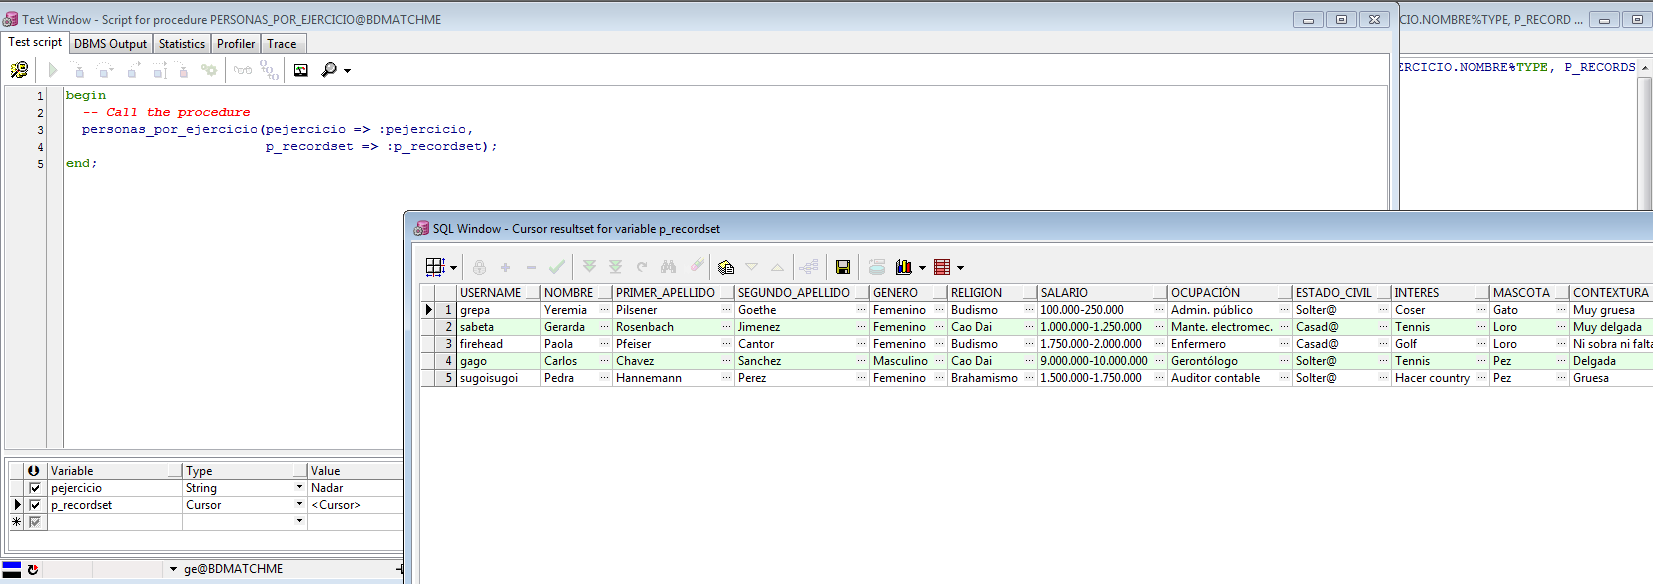 Test Window - Script for procedure PERSONAS_POR_EJERCICIO@BDMATCHME
CIO.NOMBRE%TYPE, P_RECORD ...
Test script DBMS Output Statistics Profiler Trace
ERCICIO.NOMBRE%TYPE, P_RECORDS
1 begin
2 -- Call the procedure
3 personas_por_ejercicio(pejercicio => :pejercicio,
4 p_recordset => :p_recordset);
5 end;
SQL Window - Cursor resultset for variable p_recordset
USERNAME NOMBRE PRIMER_APELLIDO SEGUNDO_APELLIDO GENERO RELIGION SALARIO OCUPACIÓN ESTADO_CIVIL INTERES MASCOTA CONTEXTURA
1 grepa Yeremia Pilsener Goethe Femenino Budismo 100.000-250.000 Admin. público Solter@ Coser Gato Muy gruesa
2 sabeta Gerarda Rosenbach Jimenez Femenino Cao Dai 1.000.000-1.250.000 Mante. electromec. Casad@ Tennis Loro Muy delgada
3 firehead Paola Pfeiser Cantor Femenino Budismo 1.750.000-2.000.000 Enfermero Casad@ Golf Loro Ni sobra ni falta
4 gago Carlos Chavez Sanchez Masculino Cao Dai 9.000.000-10.000.000 Gerontólogo Solter@ Tennis Pez Delgada
5 sugoisugoi Pedra Hannemann Perez Femenino Brahamismo 1.500.000-1.750.000 Auditor contable Solter@ Hacer country Pez Gruesa
Variable Type Value
pejercicio String Nadar
p_recordset Cursor <Cursor>
ge@BDMATCHME